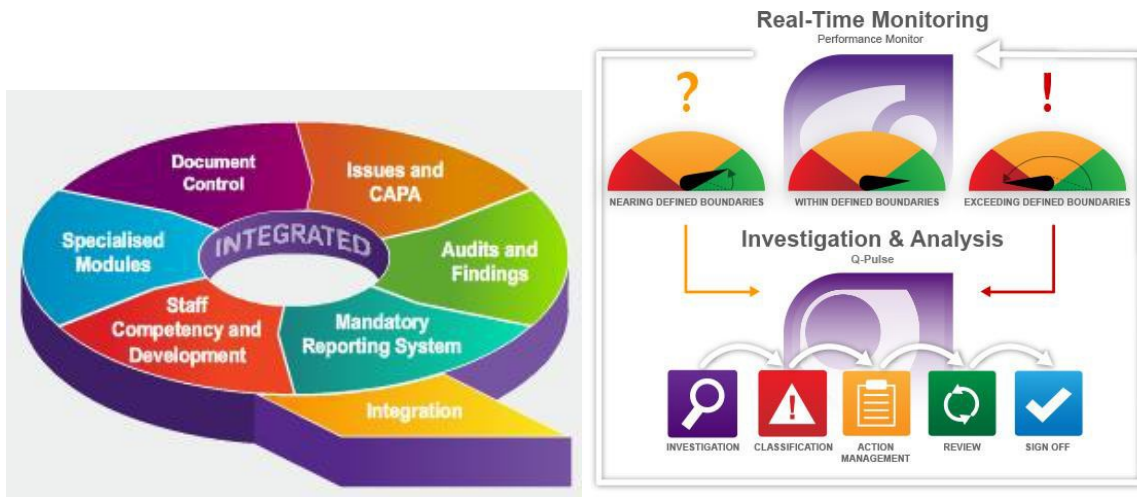 Document
Control
Issues and
CAPA
Specialised
Modules
INTEGRATED
Audits and
Findings
Staff
Competency and
Development
Mandatory
Reporting System
Integration
Real-Time Monitoring
Performance Monitor
?
!
NEARING DEFINED BOUNDARIES
WITHIN DEFINED BOUNDARIES
EXCEEDING DEFINED BOUNDARIES
Investigation & Analysis
Q-Pulse
!
INVESTIGATION
CLASSIFICATION
ACTION
MANAGEMENT
REVIEW
SIGN OFF